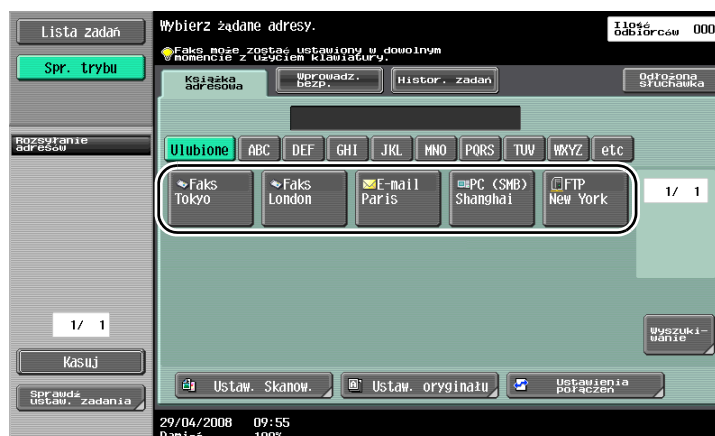 Lista zadań
Spr. trybu
Rozsyłanie
adresów
1/ 1
Kasuj
Sprawdź
ustaw. zadania
Wybierz żądane adresy.
Ilość
odbiorców 000
Faks może zostać ustawiony w dowolnym
momencie z użyciem klawiatury.
Książka
adresowa
Wprowadz.
bezp.
Histor. zadań
Odłożona
słuchawka
Ulubione ABC DEF GHI JKL MNO PQRS TUV WXYZ etc
Faks
Tokyo
Faks
London
E-mail
Paris
PC (SMB)
Shanghai
FTP
New York
1/ 1
Wyszuki-
wanie
Ustaw. Skanow.
Ustaw. oryginału
Ustawienia
połączeń
29/04/2008 09:55
Pamięć 100%